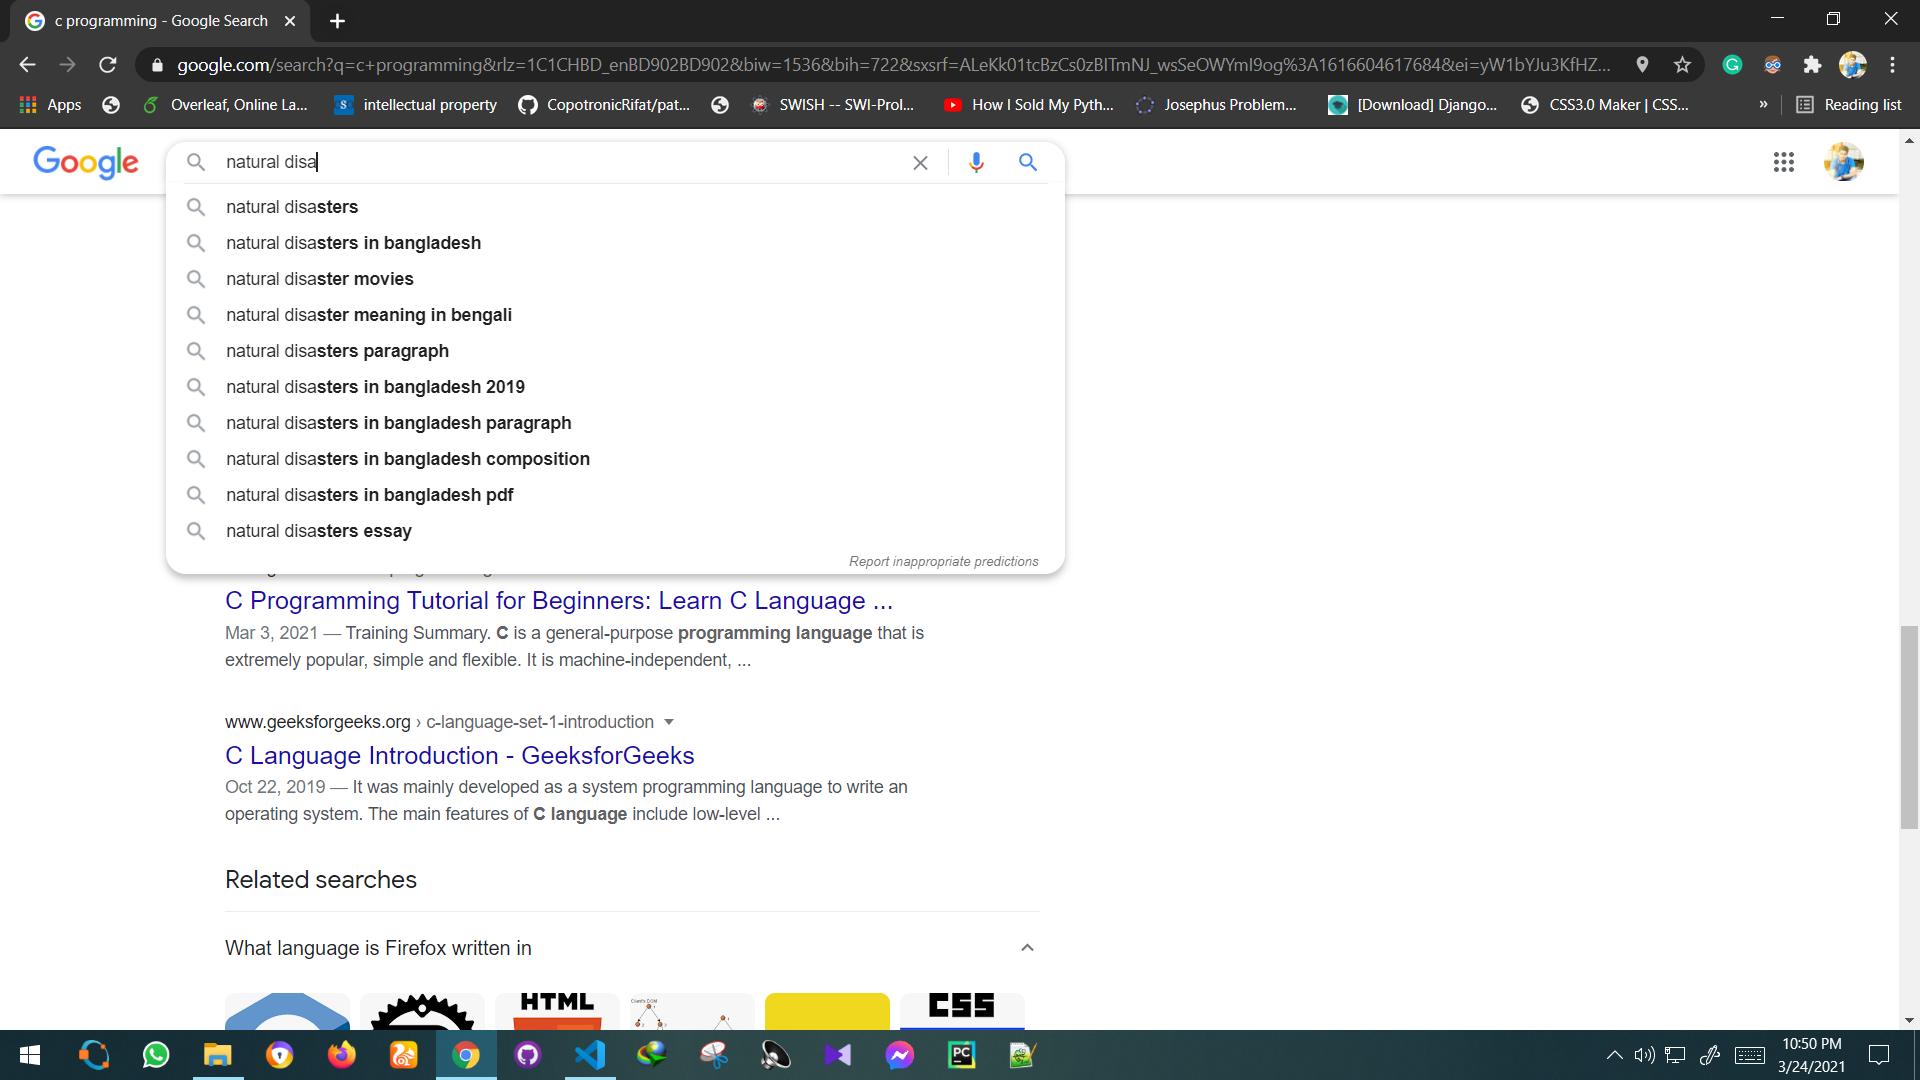 c programming - Google Search
google.com/search?q=c+programming&rlz=1C1CHBD_enBD902BD902&biw=1536&bih=722&sxsrf=ALeKk01tcBzCs0zBITmNJ_wsSeOWYmI9og%3A1616604617684&ei=yW1bYJu3KfHZ...
Apps
Overleaf, Online La...
intellectual property
CopotronicRifat/pat...
SWISH -- SWI-Prol...
How I Sold My Pyth...
Josephus Problem...
[Download] Django...
CSS3.0 Maker | CSS...
»
Reading list
Google
natural disa
natural disasters
natural disasters in bangladesh
natural disaster movies
natural disaster meaning in bengali
natural disasters paragraph
natural disasters in bangladesh 2019
natural disasters in bangladesh paragraph
natural disasters in bangladesh composition
natural disasters in bangladesh pdf
natural disasters essay
Report inappropriate predictions
C Programming Tutorial for Beginners: Learn C Language ...
Mar 3, 2021 — Training Summary. C is a general-purpose programming language that is
extremely popular, simple and flexible. It is machine-independent, ...
www.geeksforgeeks.org › c-language-set-1-introduction
C Language Introduction - GeeksforGeeks
Oct 22, 2019 — It was mainly developed as a system programming language to write an
operating system. The main features of C language include low-level ...
Related searches
What language is Firefox written in
HTML
CSS
10:50 PM
3/24/2021